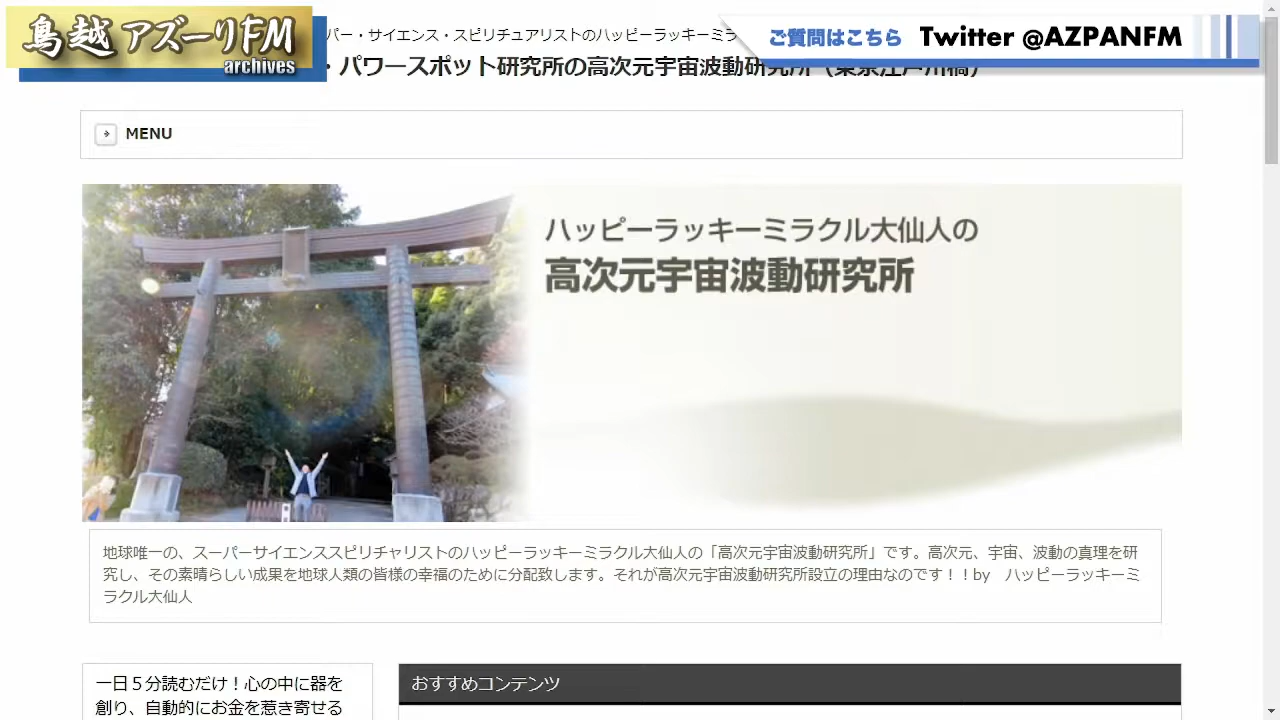 鳥越 アズーりFM
archives
パー・サイエンス・スピリチュアリストのハッピーラッキーミラ
ご質問はこちら Twitter @AZPANFM
・パワースポット研究所の高次元宇宙波動研究所（東京江戸川橋）
MENU
ハッピーラッキーミラクル大仙人の
高次元宇宙波動研究所
地球唯一の、スーパーサイエンススピリチャリストのハッピーラッキーミラクル大仙人の「高次元宇宙波動研究所」です。高次元、宇宙、波動の真理を研
究し、その素晴らしい成果を地球人類の皆様の幸福のために分配致します。それが高次元宇宙波動研究所設立の理由なのです！！by　ハッピーラッキーミ
ラクル大仙人
一日５分読むだけ！心の中に器を
創り、自動的にお金を惹き寄せる
おすすめコンテンツ